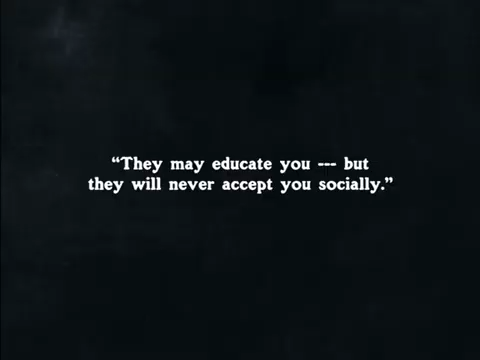 “They may educate you --- but
they will never accept you socially.”